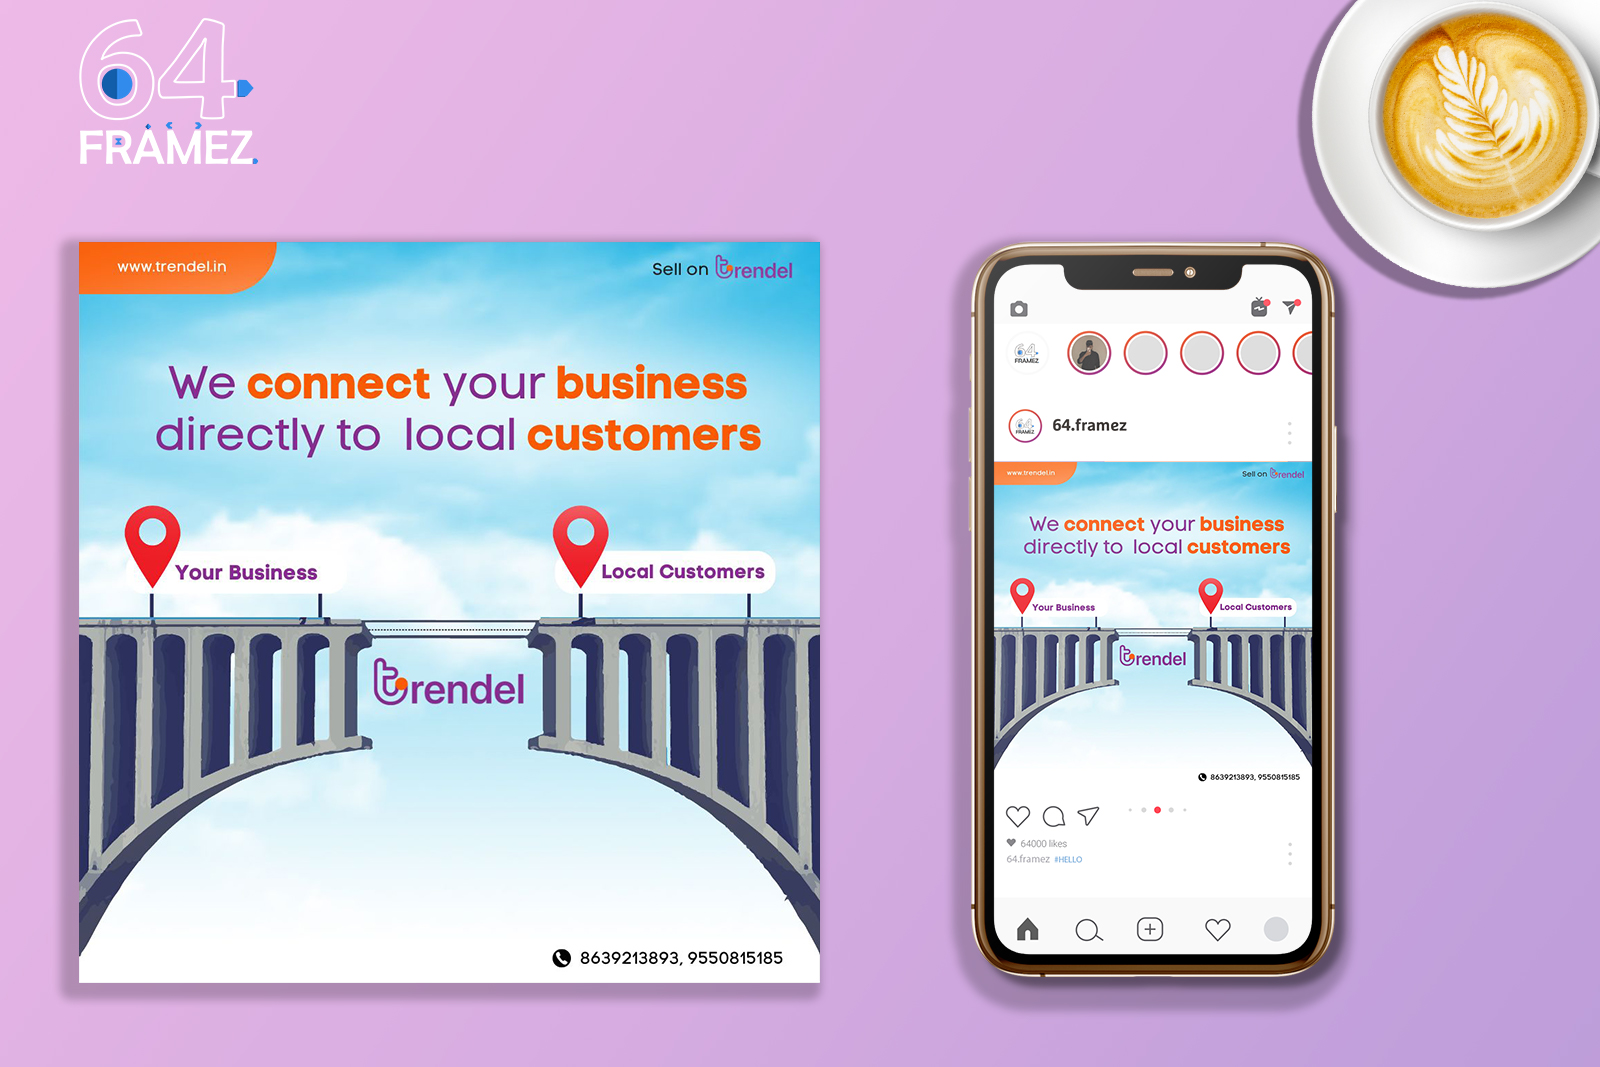 64
FRAMEZ
www.trendel.in
Sell on trendel
We connect your business
directly to local customers
Your Business
Local Customers
trendel
8639213893, 9550815185
64
FRAMEZ
64
FRAMEZ
64.framez
www.trendel.in
Sell on trendel
We connect your business
directly to local customers
Your Business
Local Customers
trendel
8639213893, 9550815185
64000 likes
64.framez #HELLO